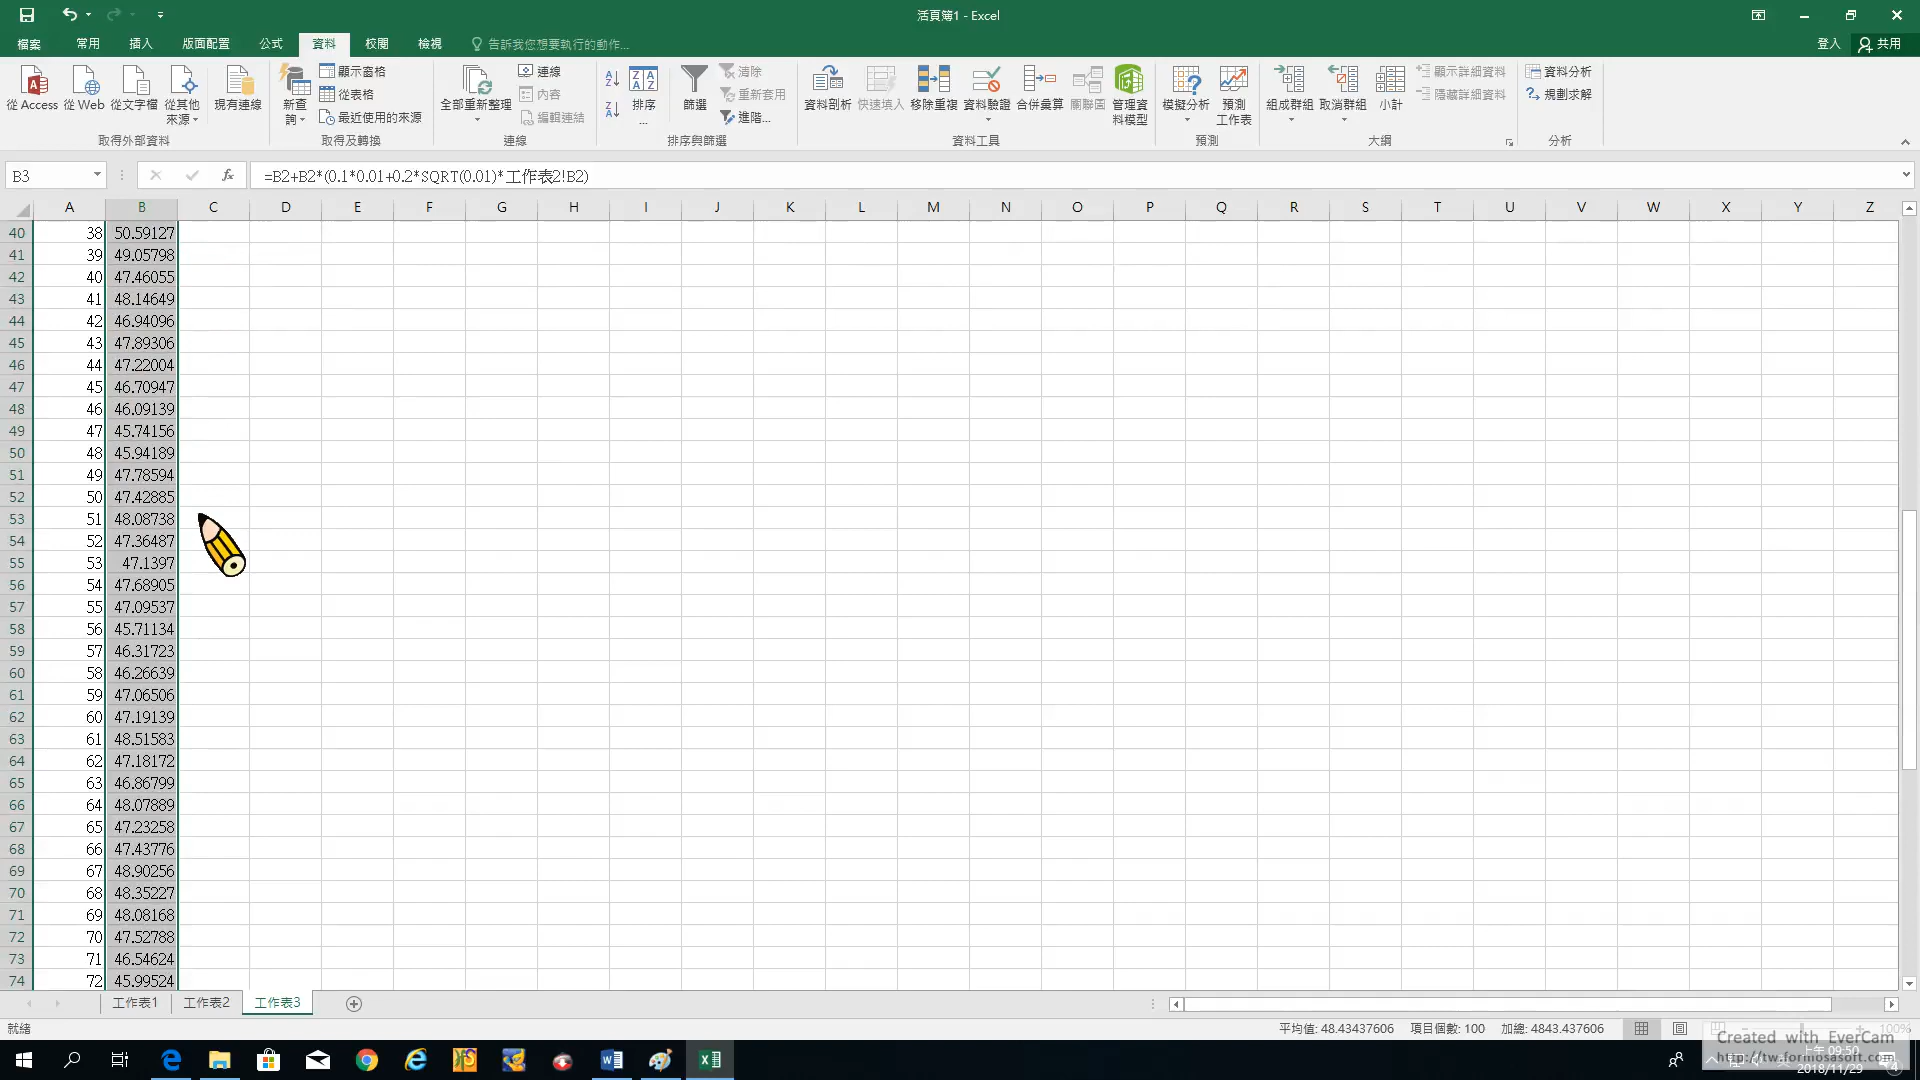 活頁簿1 - Excel
檔案 常用 插入 版面配置 公式 資料 校閱 檢視 告訴我您想要執行的動作... 登入 共用
從 Access 從 Web 從文字檔 從其他來源 現有連線 新查詢 顯示窗格 從表格 最近使用的來源 全部重新整理 連線 內容 編輯連結 排序... 篩選 清除 重新套用 進階... 資料剖析 快速填入 移除重複 資料驗證 合併彙算 關聯圖 管理資料模型 模擬分析 預測工作表 組成群組 取消群組 小計 顯示詳細資料 隱藏詳細資料 資料分析 規劃求解
取得外部資料 取得及轉換 連線 排序與篩選 資料工具 預測 大綱 分析
B3 fx =B2+B2*(0.1*0.01+0.2*SQRT(0.01)*工作表2!B2)
A B C D E F G H I J K L M N O P Q R S T U V W X Y Z
40 38 50.59127
41 39 49.05798
42 40 47.46055
43 41 48.14649
44 42 46.94096
45 43 47.89306
46 44 47.22004
47 45 46.70947
48 46 46.09139
49 47 45.74156
50 48 45.94189
51 49 47.78594
52 50 47.42885
53 51 48.08738
54 52 47.36487
55 53 47.1397
56 54 47.68905
57 55 47.09537
58 56 45.71134
59 57 46.31723
60 58 46.26639
61 59 47.06506
62 60 47.19139
63 61 48.51583
64 62 47.18172
65 63 46.86799
66 64 48.07889
67 65 47.23258
68 66 47.43776
69 67 48.90256
70 68 48.35227
71 69 48.08168
72 70 47.52788
73 71 46.54624
74 72 45.99524
工作表1 工作表2 工作表3
就緒 平均值: 48.43437606 項目個數: 100 加總: 4843.437606 100%
Created with EverCam
http://tw.formosasoft.com
上午 09:50
2018/11/29